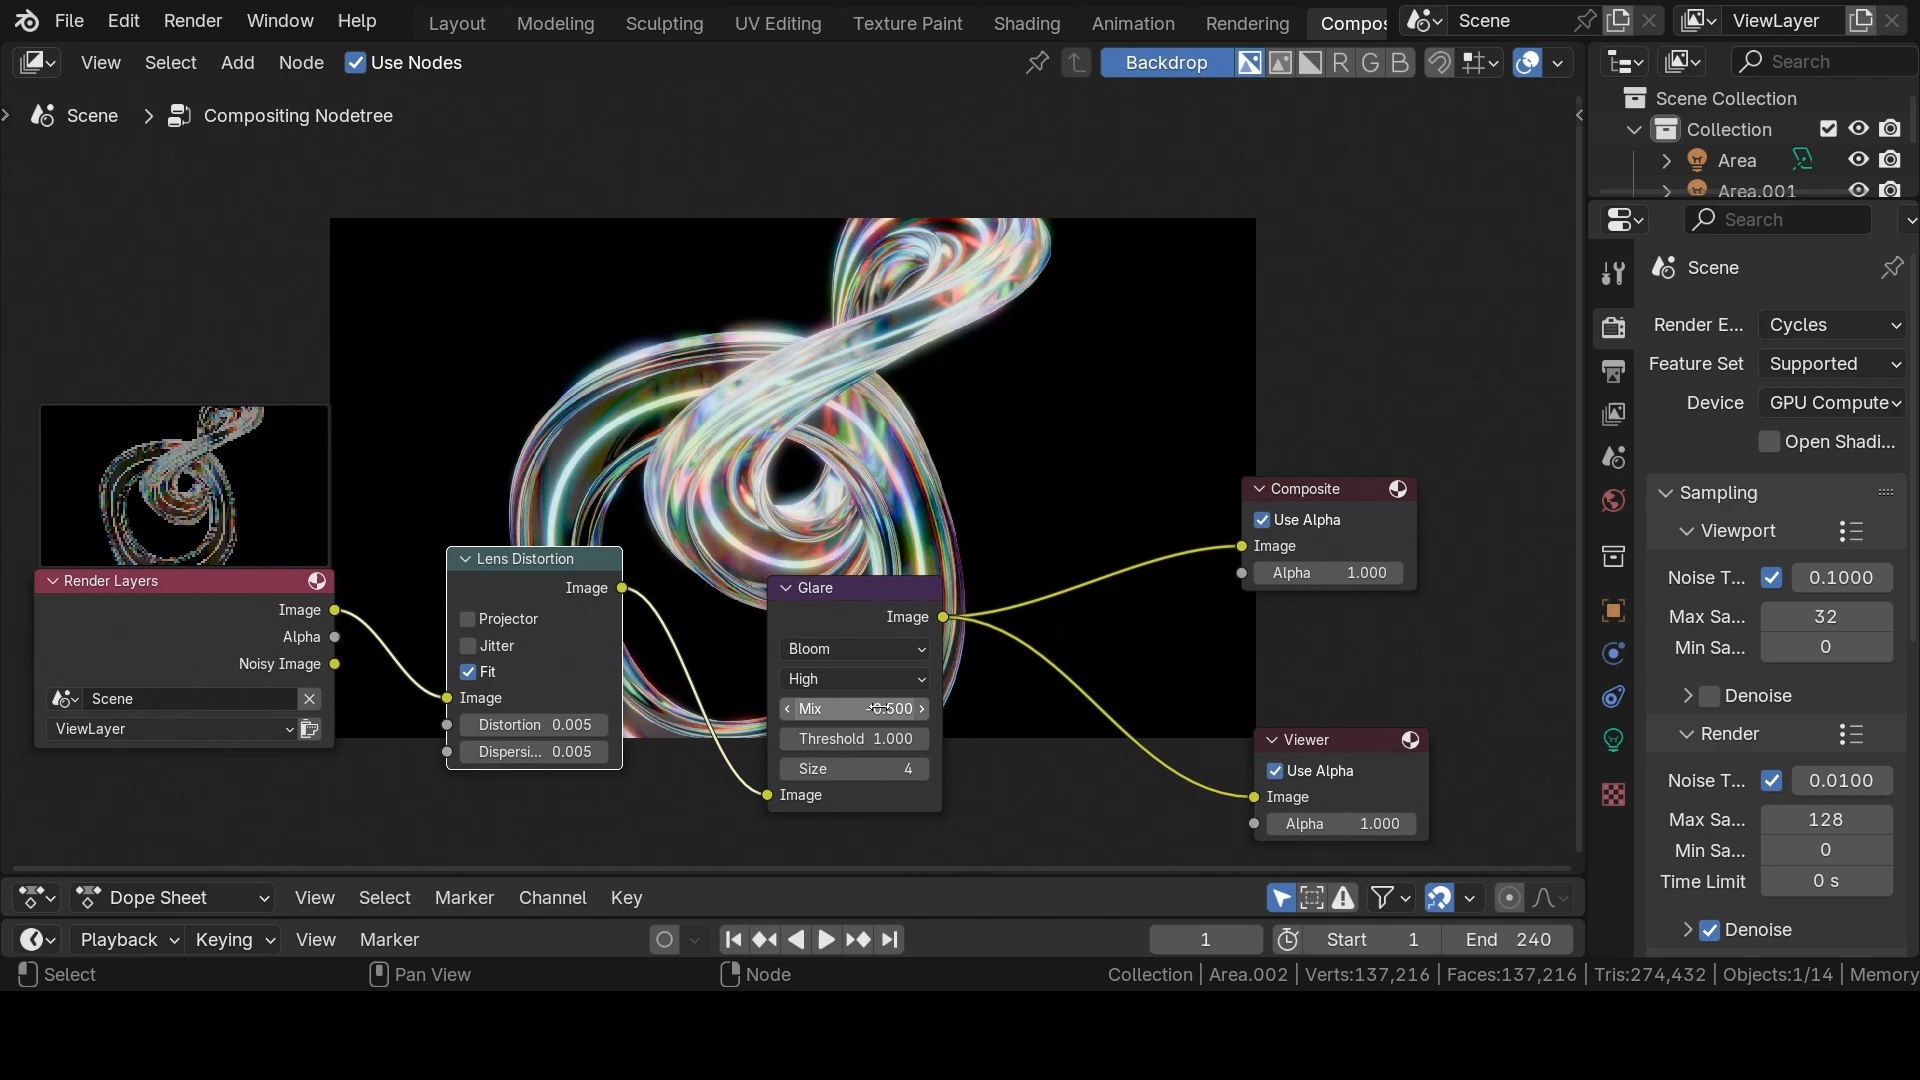 File Edit Render Window Help Layout Modeling Sculpting UV Editing Texture Paint Shading Animation Rendering Compos Scene ViewLayer
View Select Add Node Use Nodes Backdrop R G B Search
Scene Compositing Nodetree
Scene Collection
Collection
Area
Area.001
Search
Scene
Render E... Cycles
Feature Set Supported
Device GPU Compute
Open Shadi...
Sampling
Viewport
Noise T... 0.1000
Max Sa... 32
Min Sa... 0
Denoise
Render
Noise T... 0.0100
Max Sa... 128
Min Sa... 0
Time Limit 0 s
Denoise
Render Layers
Image
Alpha
Noisy Image
Scene
ViewLayer
Lens Distortion
Image
Projector
Jitter
Fit
Image
Distortion 0.005
Dispersi... 0.005
Glare
Image
Bloom
High
Mix -0.500
Threshold 1.000
Size 4
Image
Composite
Use Alpha
Image
Alpha 1.000
Viewer
Use Alpha
Image
Alpha 1.000
Dope Sheet View Select Marker Channel Key
Playback Keying View Marker 1 Start 1 End 240
Select Pan View Node Collection | Area.002 | Verts:137,216 | Faces:137,216 | Tris:274,432 | Objects:1/14 | Memory